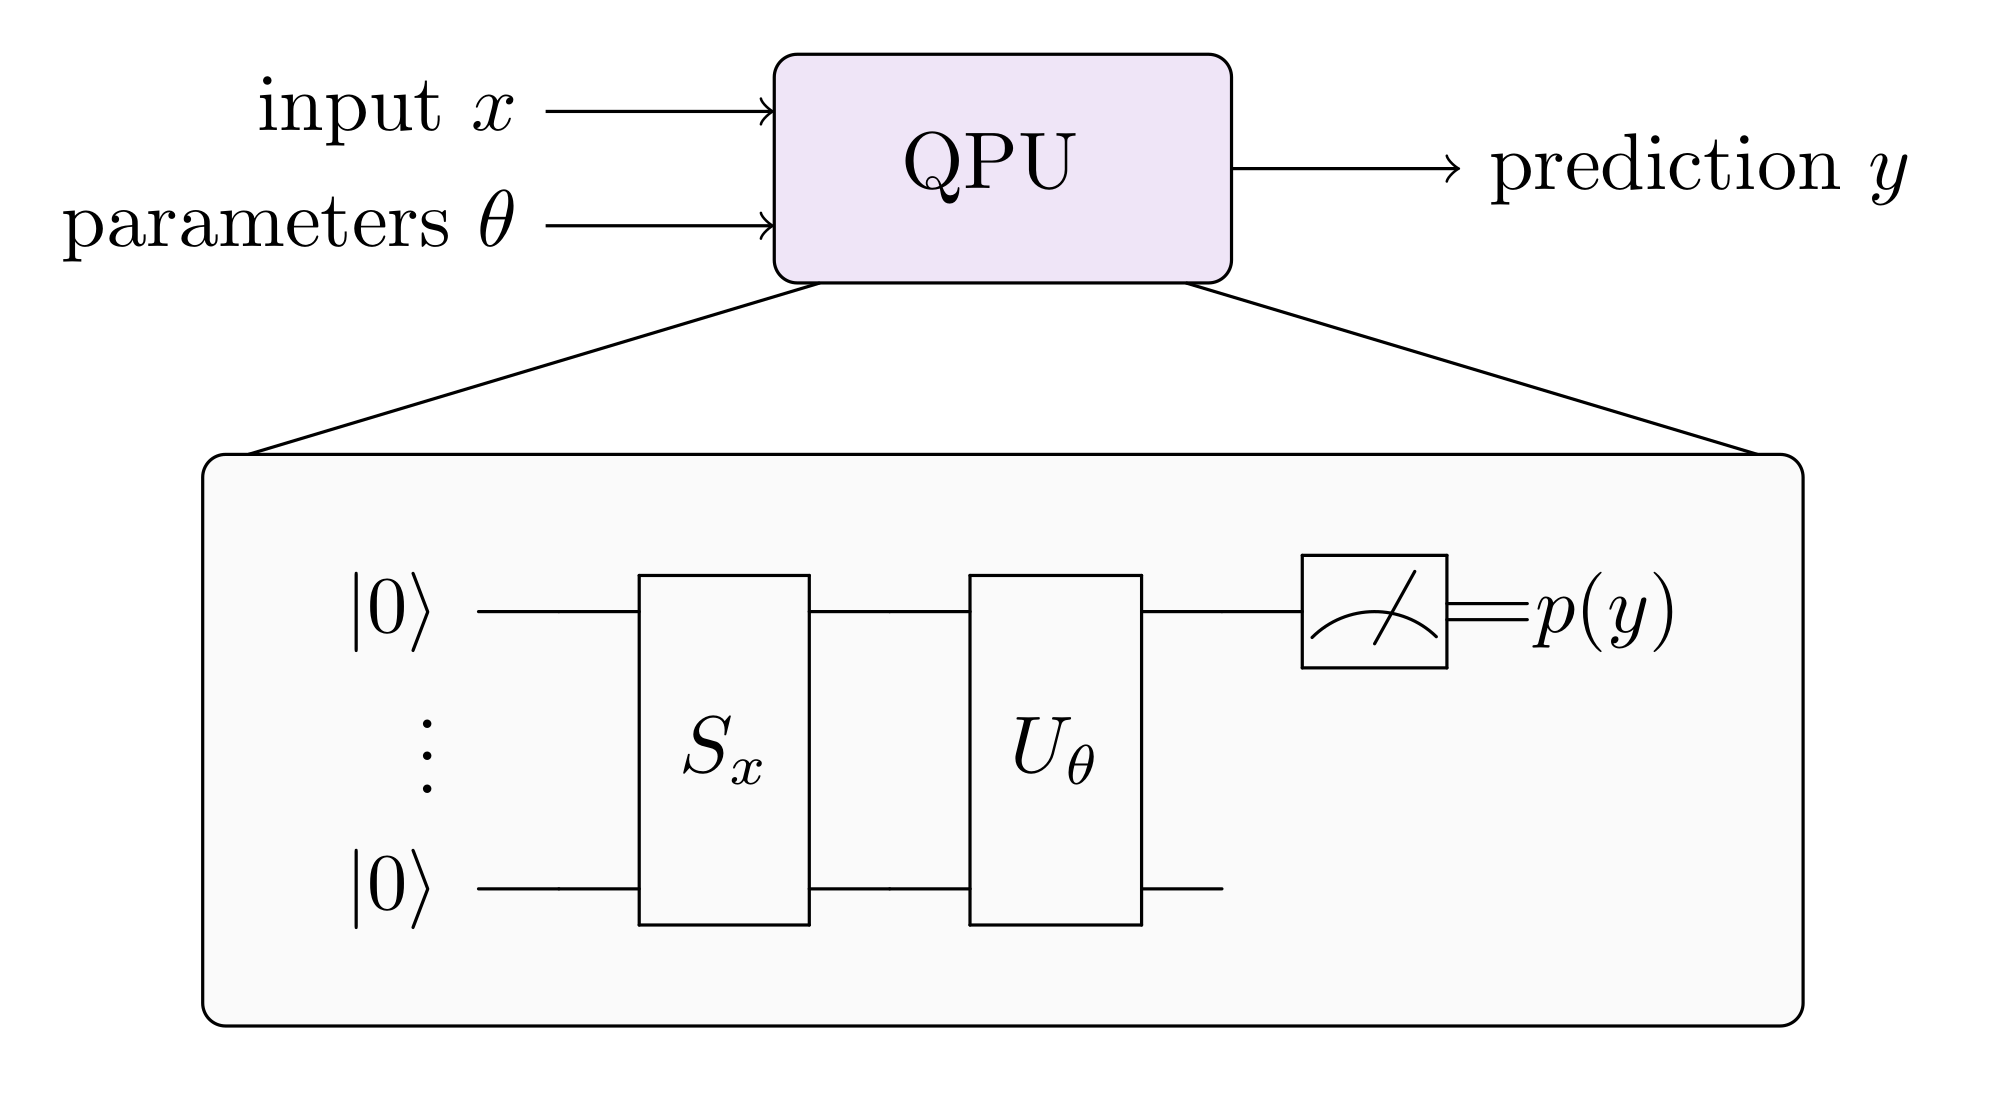 input x
QPU
prediction y
parameters θ
|0⟩
p(y)
⋮
S_x
U_θ
|0⟩